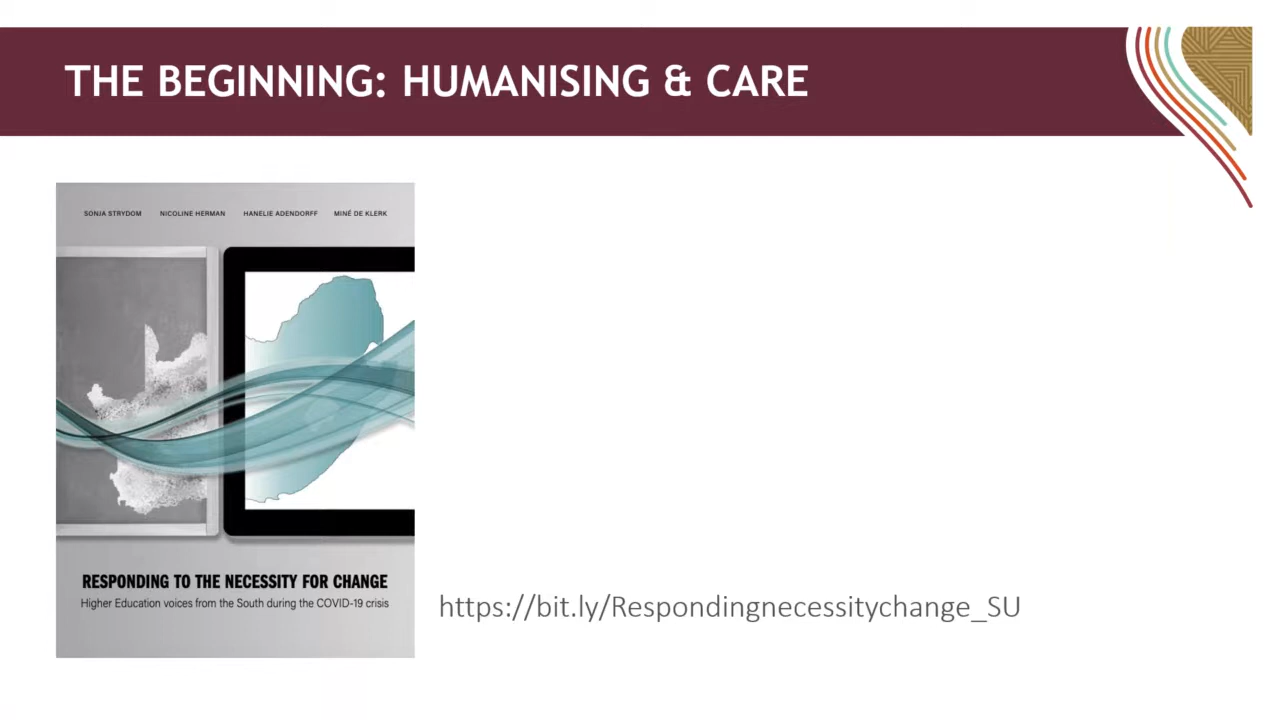 THE BEGINNING: HUMANISING & CARE
SONJA STRYDOM NICOLINE HERMAN HANELIE ADENDORFF MINÉ DE KLERK
RESPONDING TO THE NECESSITY FOR CHANGE
Higher Education voices from the South during the COVID-19 crisis
https://bit.ly/Respondingnecessitychange_SU